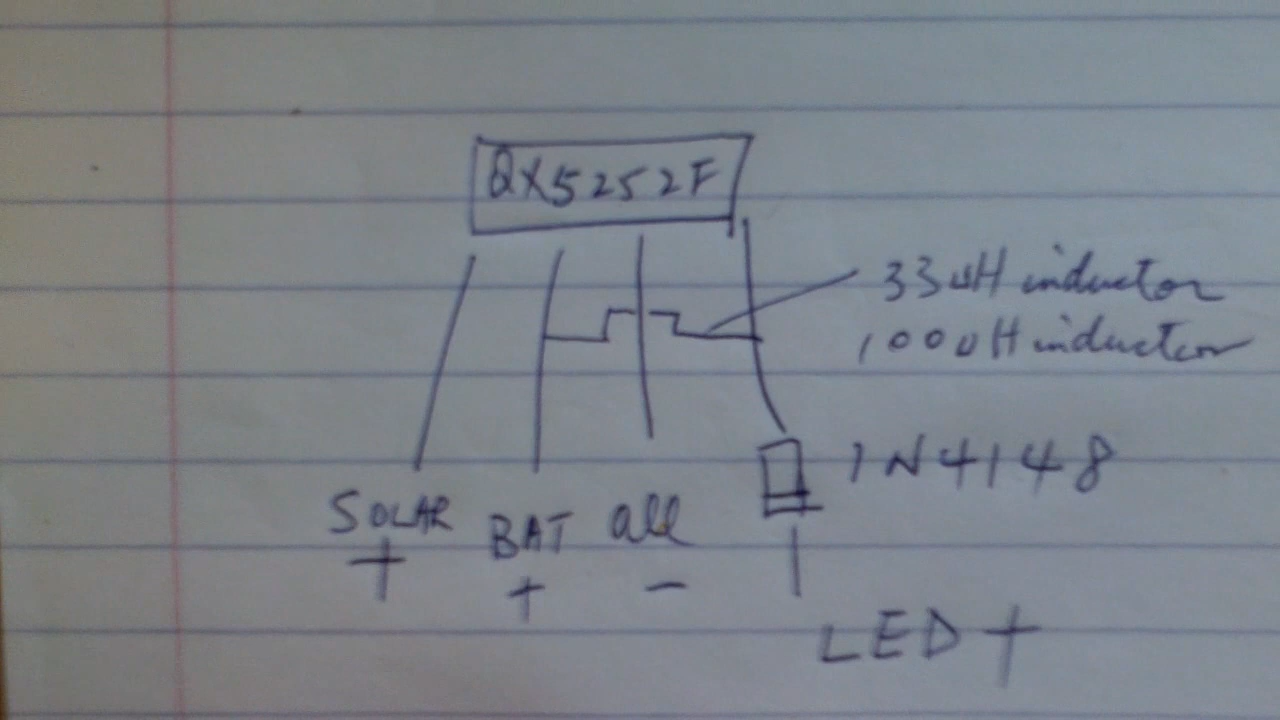 QX5252F
33uH inductor
100uH inductor
1N4148
SOLAR BAT all
+ + -
LED +